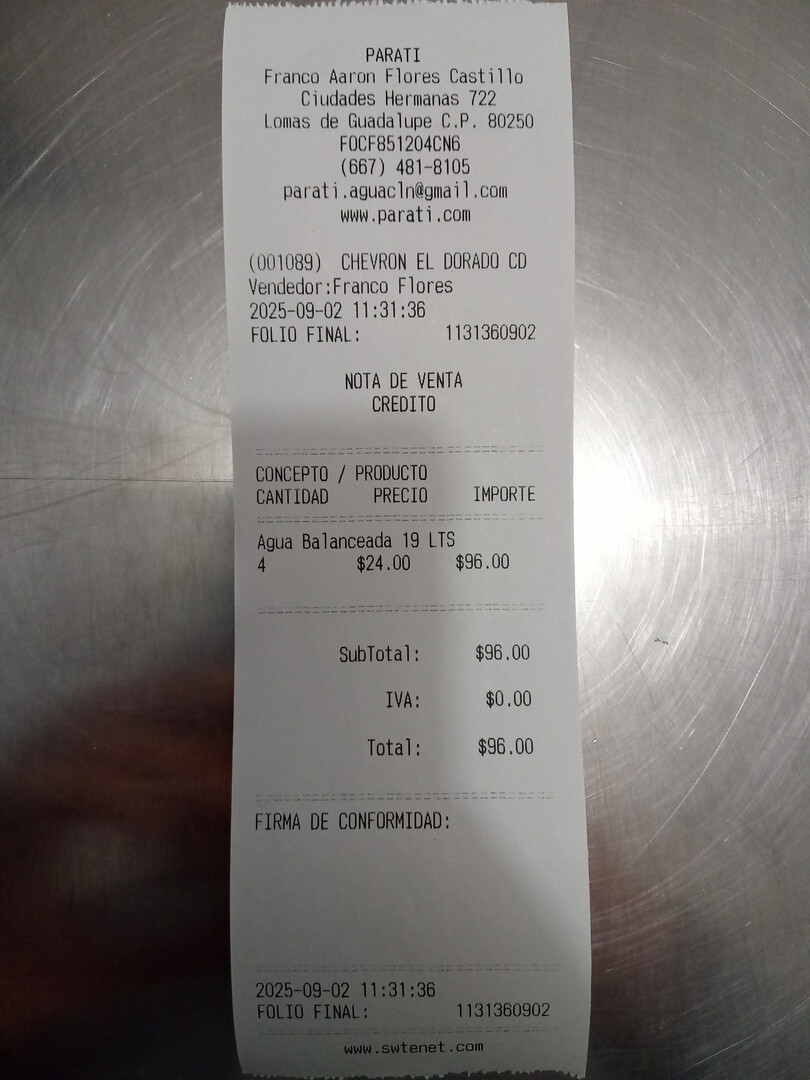 PARATI
Franco Aaron Flores Castillo
Ciudades Hermanas 722
Lomas de Guadalupe C.P. 80250
FOCF851204CN6
(667) 481-8105
parati.aguacln@gmail.com
www.parati.com
(001089) CHEVRON EL DORADO CD
Vendedor:Franco Flores
2025-09-02 11:31:36
FOLIO FINAL: 1131360902
NOTA DE VENTA
CREDITO
CONCEPTO / PRODUCTO
CANTIDAD PRECIO IMPORTE
Agua Balanceada 19 LTS
4 $24.00 $96.00
SubTotal: $96.00
IVA: $0.00
Total: $96.00
FIRMA DE CONFORMIDAD:
2025-09-02 11:31:36
FOLIO FINAL: 1131360902
www.swtenet.com